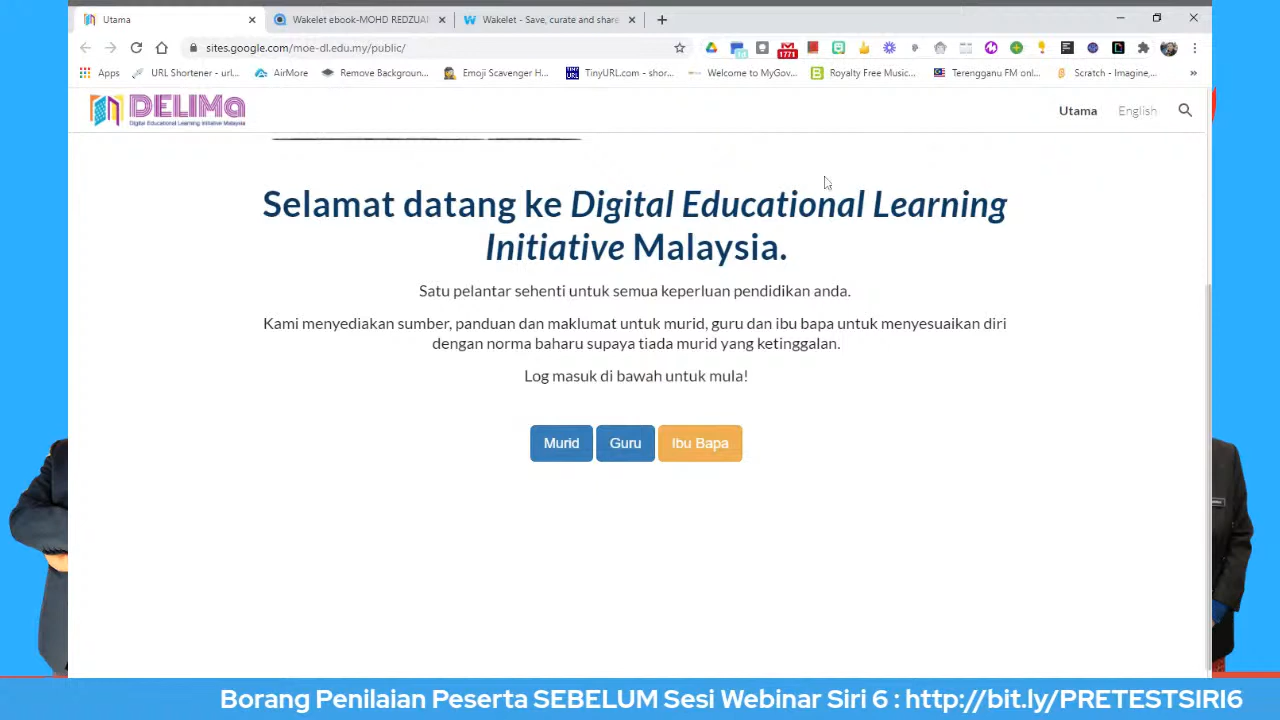 Utama
Wakelet ebook-MOHD REDZUAN
Wakelet - Save, curate and share
sites.google.com/moe-dl.edu.my/public/
1771
Apps
URL Shortener - url...
AirMore
Remove Backgroun...
Emoji Scavenger H...
TinyURL.com - shor...
Welcome to MyGov...
Royalty Free Music...
Terengganu FM onl...
Scratch - Imagine,...
»
DELIMa
Digital Educational Learning Initiative Malaysia
Utama
English
Selamat datang ke Digital Educational Learning
Initiative Malaysia.
Satu pelantar sehenti untuk semua keperluan pendidikan anda.
Kami menyediakan sumber, panduan dan maklumat untuk murid, guru dan ibu bapa untuk menyesuaikan diri
dengan norma baharu supaya tiada murid yang ketinggalan.
Log masuk di bawah untuk mula!
Murid
Guru
Ibu Bapa
Borang Penilaian Peserta SEBELUM Sesi Webinar Siri 6 : http://bit.ly/PRETESTSIRI6